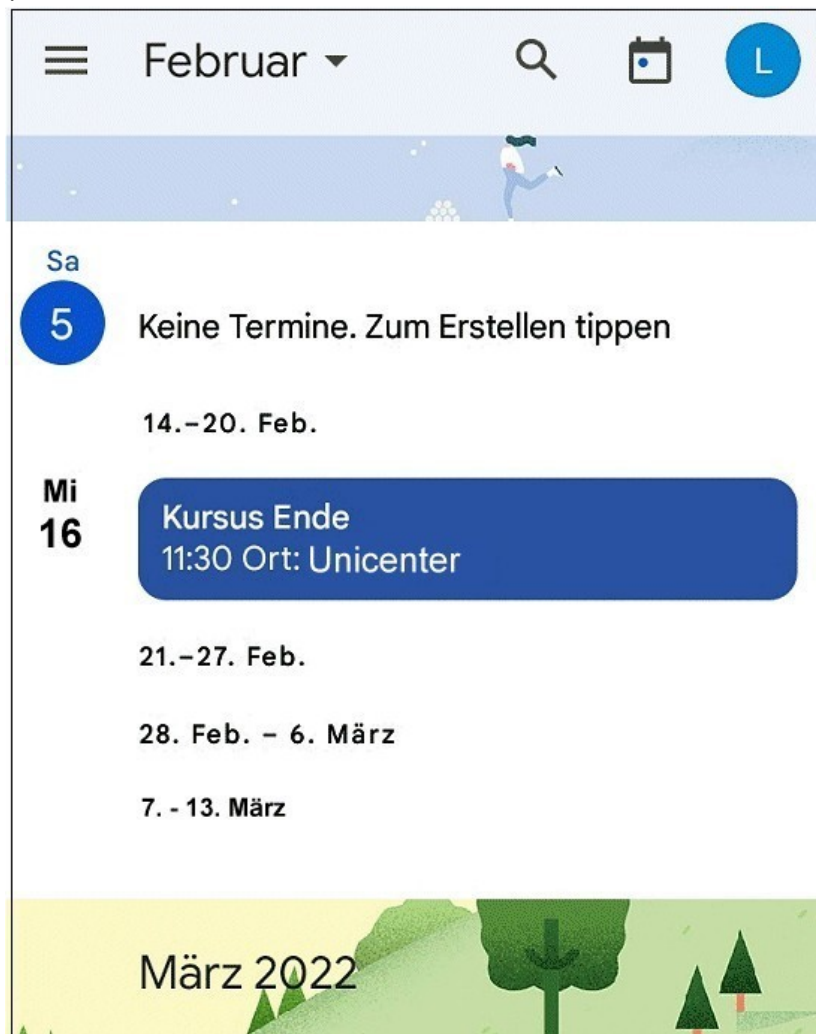 Februar
L
Sa
5
Keine Termine. Zum Erstellen tippen
14.–20. Feb.
Mi
16
Kursus Ende
11:30 Ort: Unicenter
21.–27. Feb.
28. Feb. – 6. März
7. - 13. März
März 2022